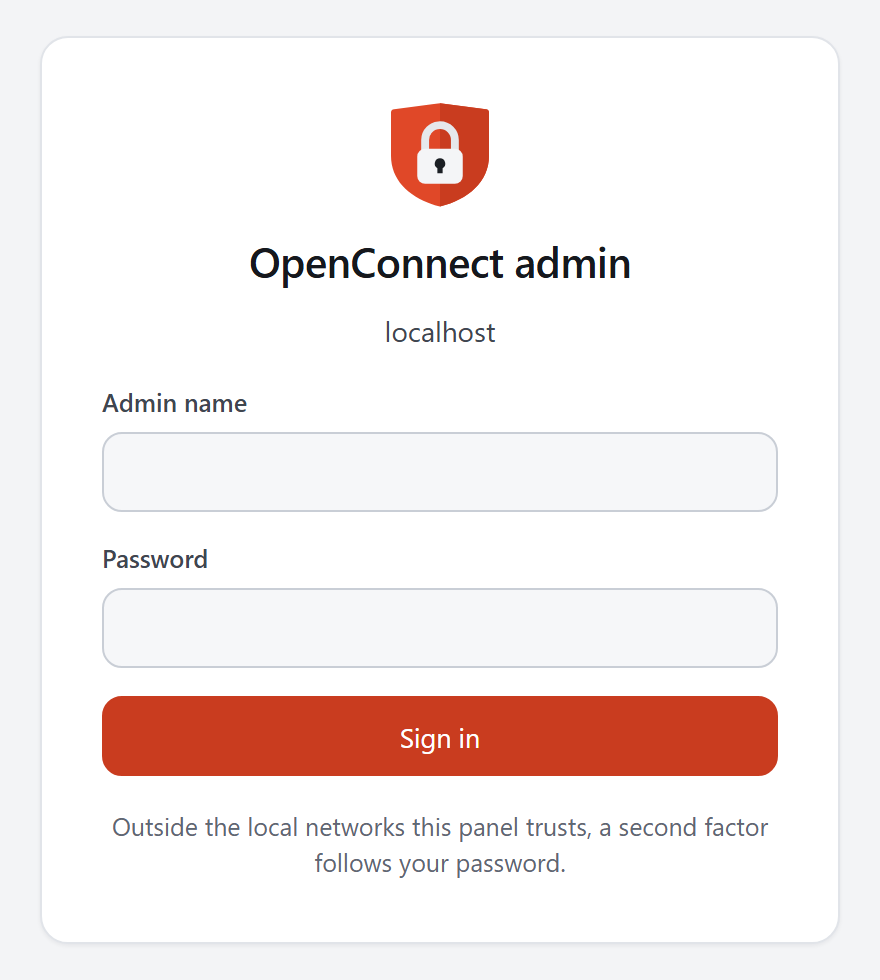 OpenConnect admin
localhost
Admin name
Password
Sign in
Outside the local networks this panel trusts, a second factor
follows your password.